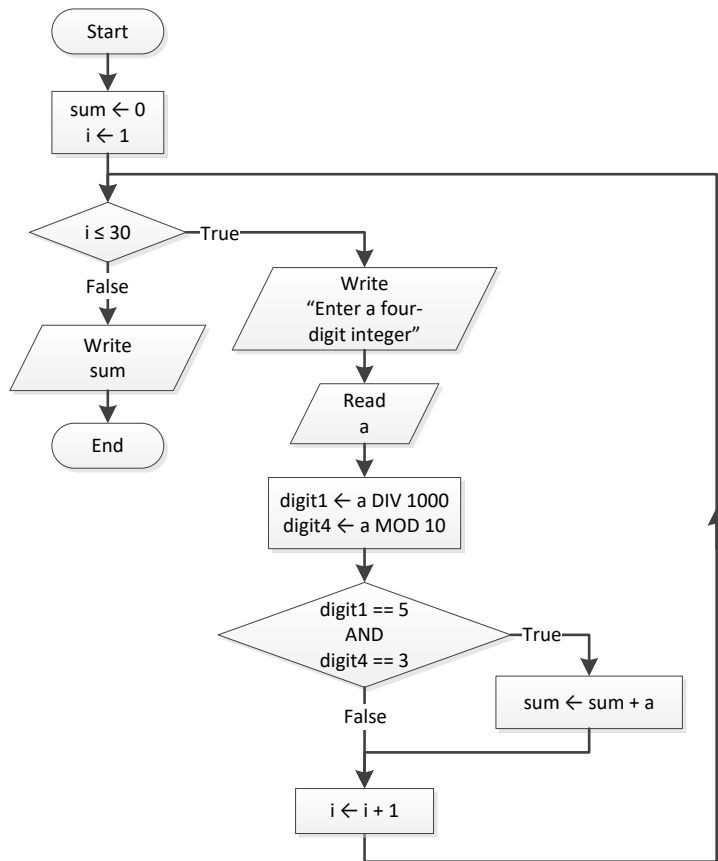 Start
sum ← 0
i ← 1
i ≤ 30
True
False
Write
"Enter a four-
digit integer"
Write
sum
Read
a
End
digit1 ← a DIV 1000
digit4 ← a MOD 10
digit1 == 5
AND
digit4 == 3
True
False
sum ← sum + a
i ← i + 1